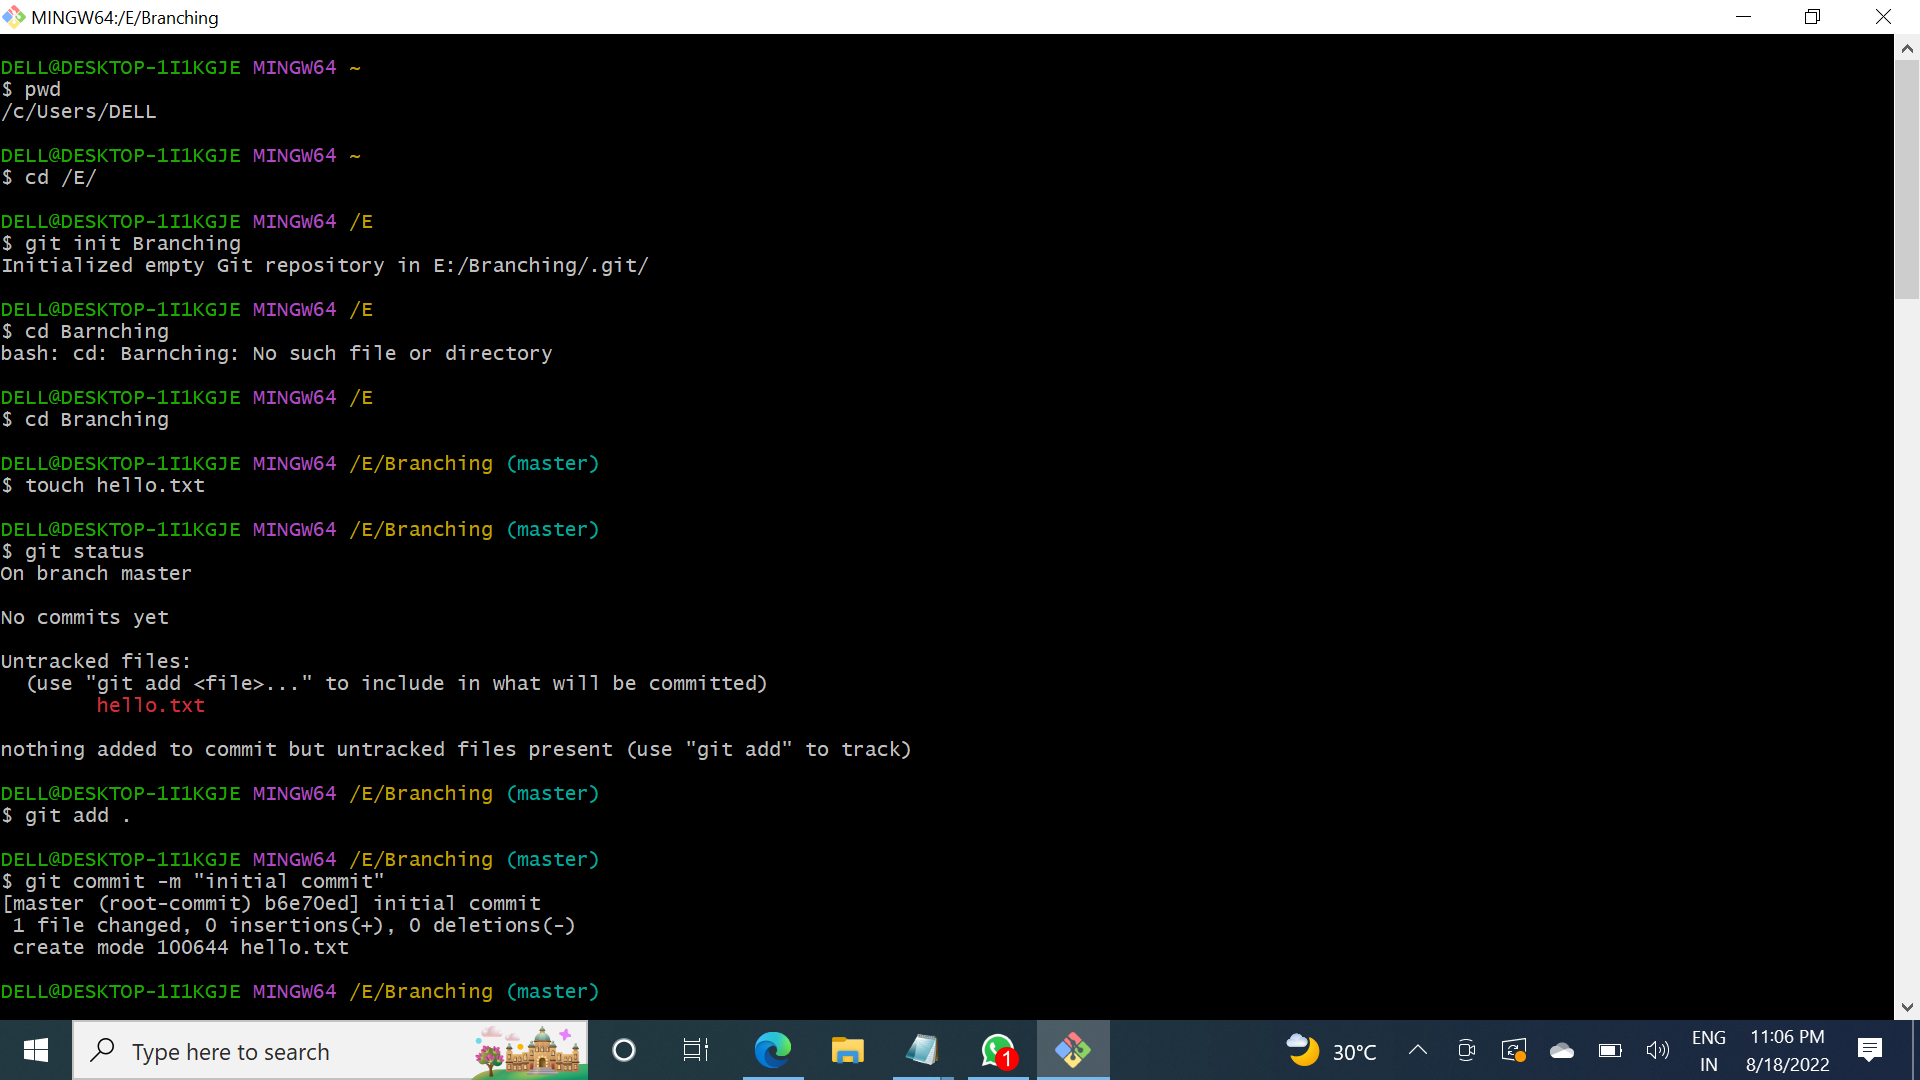 MINGW64:/E/Branching
DELL@DESKTOP-1I1KGJE MINGW64 ~
$ pwd
/c/Users/DELL
DELL@DESKTOP-1I1KGJE MINGW64 ~
$ cd /E/
DELL@DESKTOP-1I1KGJE MINGW64 /E
$ git init Branching
Initialized empty Git repository in E:/Branching/.git/
DELL@DESKTOP-1I1KGJE MINGW64 /E
$ cd Barnching
bash: cd: Barnching: No such file or directory
DELL@DESKTOP-1I1KGJE MINGW64 /E
$ cd Branching
DELL@DESKTOP-1I1KGJE MINGW64 /E/Branching (master)
$ touch hello.txt
DELL@DESKTOP-1I1KGJE MINGW64 /E/Branching (master)
$ git status
On branch master
No commits yet
Untracked files:
  (use "git add <file>..." to include in what will be committed)
        hello.txt
nothing added to commit but untracked files present (use "git add" to track)
DELL@DESKTOP-1I1KGJE MINGW64 /E/Branching (master)
$ git add .
DELL@DESKTOP-1I1KGJE MINGW64 /E/Branching (master)
$ git commit -m "initial commit"
[master (root-commit) b6e70ed] initial commit
 1 file changed, 0 insertions(+), 0 deletions(-)
 create mode 100644 hello.txt
DELL@DESKTOP-1I1KGJE MINGW64 /E/Branching (master)
Type here to search
1
30°C
ENG
IN
11:06 PM
8/18/2022